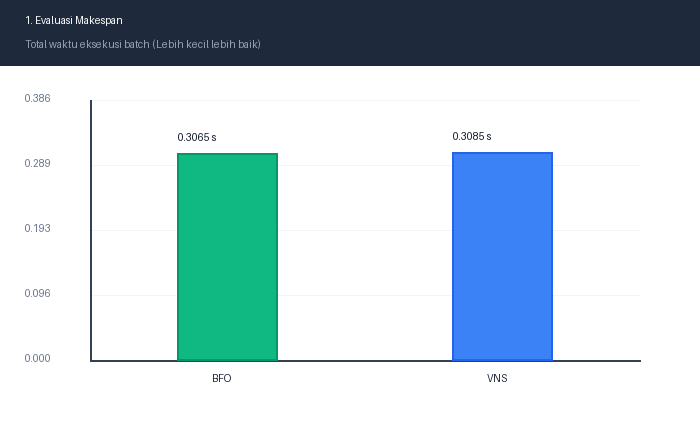 1. Evaluasi Makespan
Total waktu eksekusi batch (Lebih kecil lebih baik)
0.386
0.3065 s
0.3085 s
0.289
0.193
0.096
0.000
BFO
VNS